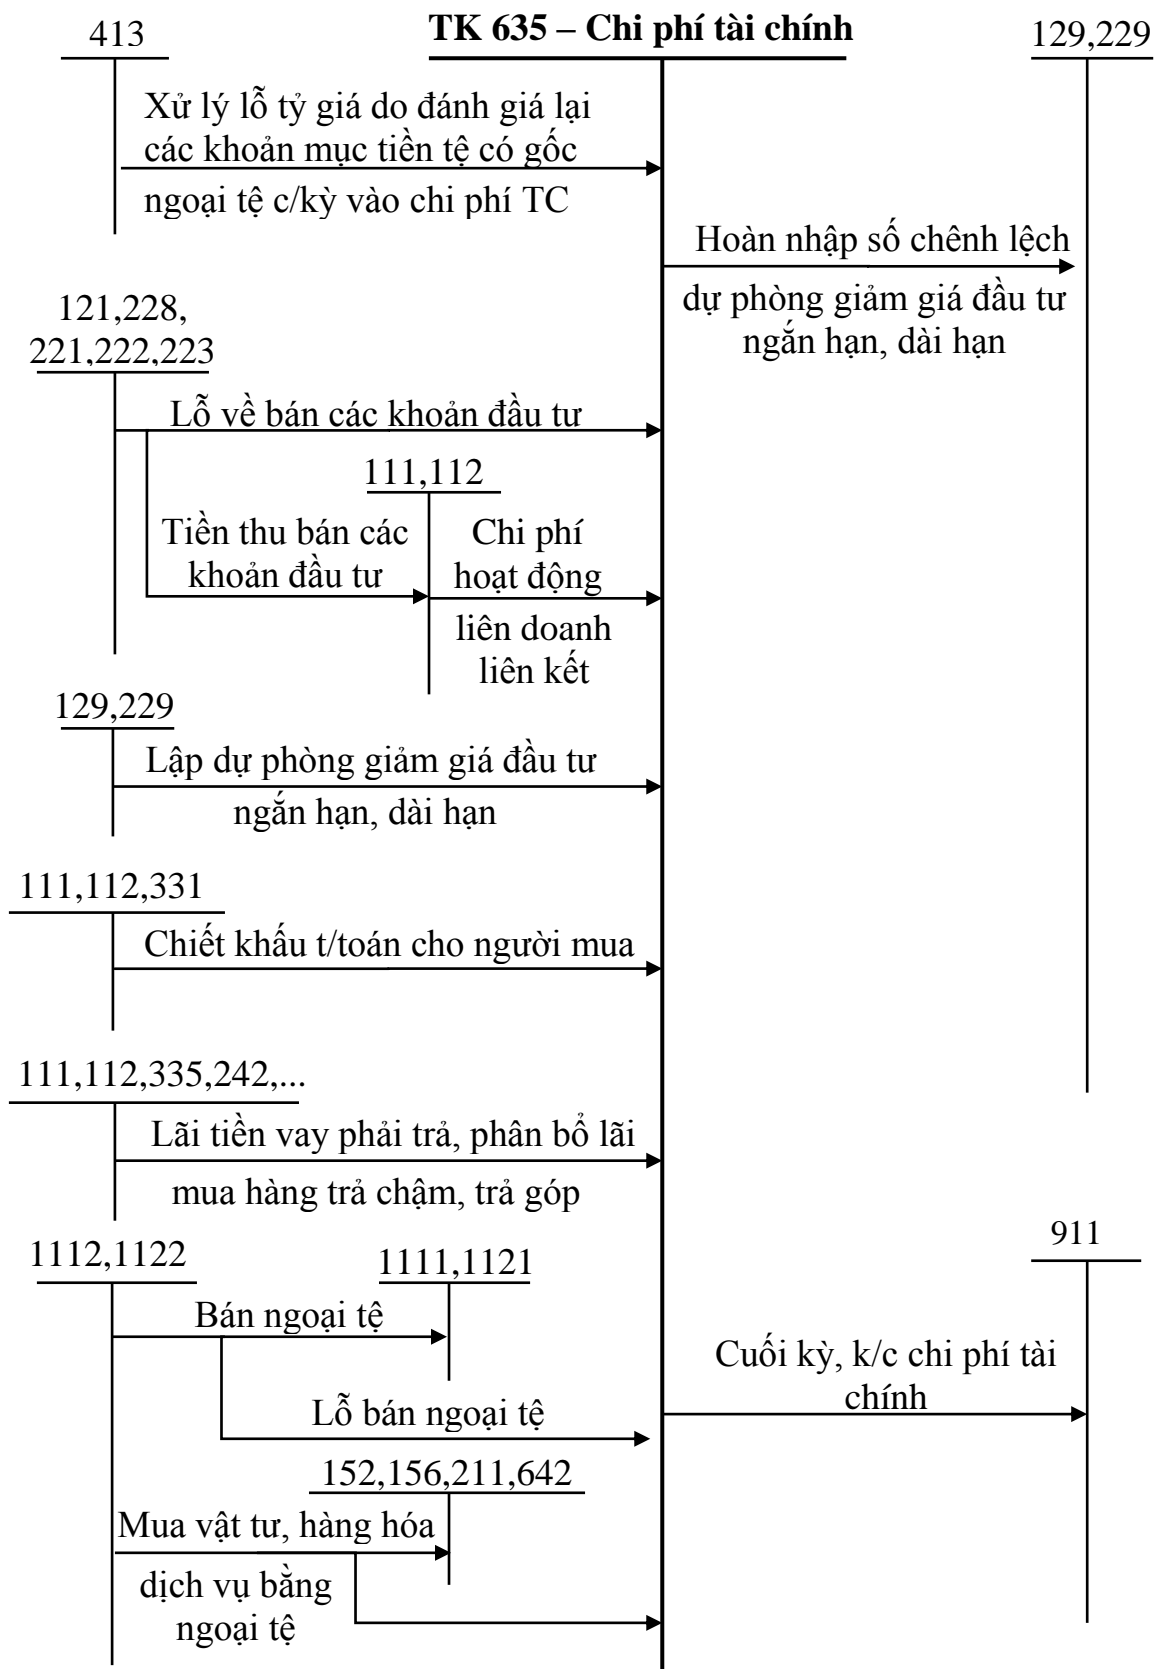 413
TK 635 – Chi phí tài chính
129,229
Xử lý lỗ tỷ giá do đánh giá lại
các khoản mục tiền tệ có gốc
ngoại tệ c/kỳ vào chi phí TC
Hoàn nhập số chênh lệch
dự phòng giảm giá đầu tư
ngắn hạn, dài hạn
121,228,
221,222,223
Lỗ về bán các khoản đầu tư
111,112
Tiền thu bán các
khoản đầu tư
Chi phí
hoạt động
liên doanh
liên kết
129,229
Lập dự phòng giảm giá đầu tư
ngắn hạn, dài hạn
111,112,331
Chiết khấu t/toán cho người mua
111,112,335,242,...
Lãi tiền vay phải trả, phân bổ lãi
mua hàng trả chậm, trả góp
1112,1122
1111,1121
911
Bán ngoại tệ
Cuối kỳ, k/c chi phí tài
chính
Lỗ bán ngoại tệ
152,156,211,642
Mua vật tư, hàng hóa
dịch vụ bằng
ngoại tệ